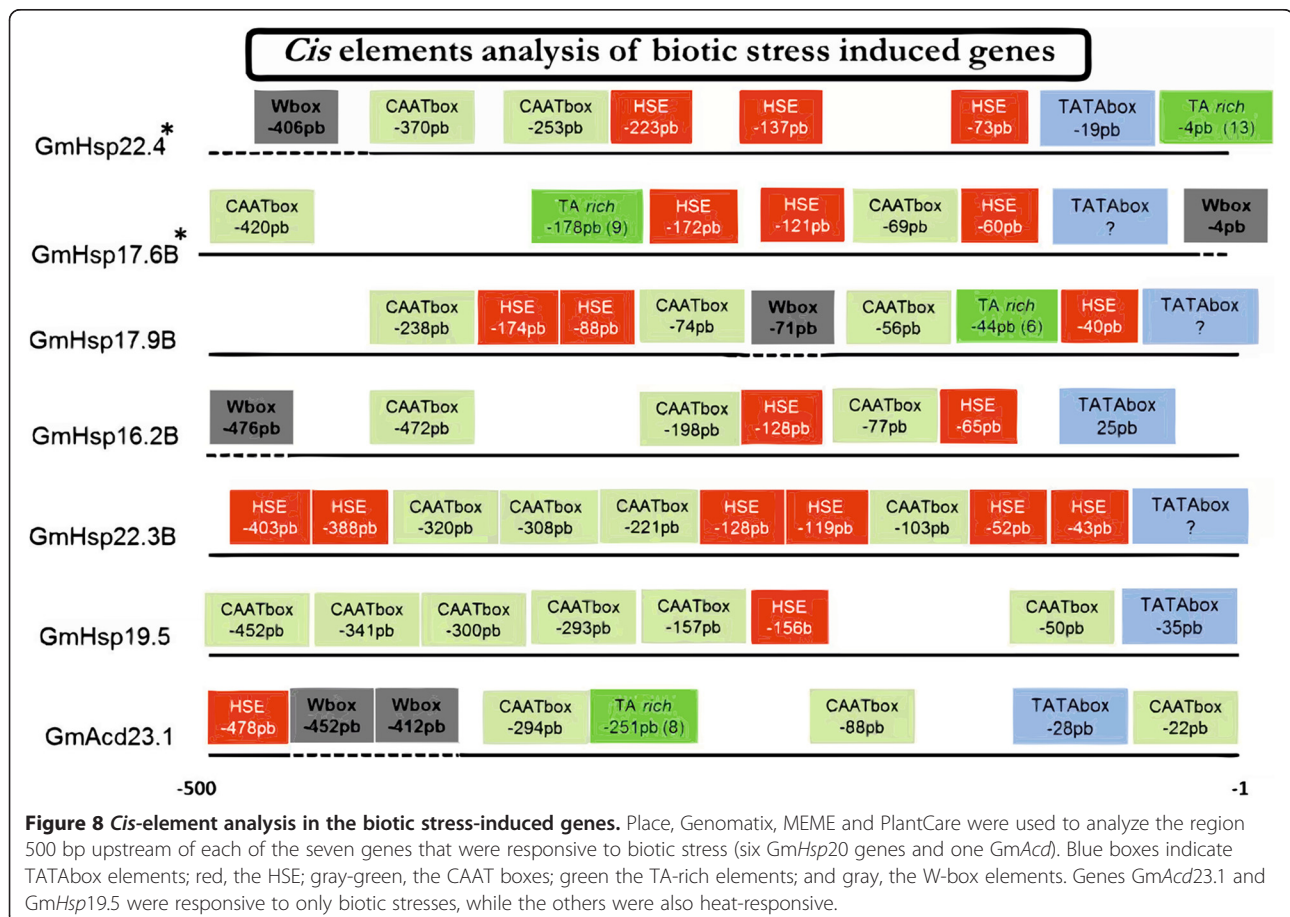 Cis elements analysis of biotic stress induced genes
GmHsp22.4*
Wbox -406pb
CAATbox -370pb
CAATbox -253pb
HSE -223pb
HSE -137pb
HSE -73pb
TATAbox -19pb
TA rich -4pb (13)
GmHsp17.6B*
CAATbox -420pb
TA rich -178pb (9)
HSE -172pb
HSE -121pb
CAATbox -69pb
HSE -60pb
TATAbox ?
Wbox -4pb
GmHsp17.9B
CAATbox -238pb
HSE -174pb
HSE -88pb
CAATbox -74pb
Wbox -71pb
CAATbox -56pb
TA rich -44pb (6)
HSE -40pb
TATAbox ?
GmHsp16.2B
Wbox -476pb
CAATbox -472pb
CAATbox -198pb
HSE -128pb
CAATbox -77pb
HSE -65pb
TATAbox 25pb
GmHsp22.3B
HSE -403pb
HSE -388pb
CAATbox -320pb
CAATbox -308pb
CAATbox -221pb
HSE -128pb
HSE -119pb
CAATbox -103pb
HSE -52pb
HSE -43pb
TATAbox ?
GmHsp19.5
CAATbox -452pb
CAATbox -341pb
CAATbox -300pb
CAATbox -293pb
CAATbox -157pb
HSE -156b
CAATbox -50pb
TATAbox -35pb
GmAcd23.1
HSE -478pb
Wbox -452pb
Wbox -412pb
CAATbox -294pb
TA rich -251pb (8)
CAATbox -88pb
TATAbox -28pb
CAATbox -22pb
-500 -1
Figure 8 Cis-element analysis in the biotic stress-induced genes. Place, Genomatix, MEME and PlantCare were used to analyze the region
500 bp upstream of each of the seven genes that were responsive to biotic stress (six GmHsp20 genes and one GmAcd). Blue boxes indicate
TATAbox elements; red, the HSE; gray-green, the CAAT boxes; green the TA-rich elements; and gray, the W-box elements. Genes GmAcd23.1 and
GmHsp19.5 were responsive to only biotic stresses, while the others were also heat-responsive.